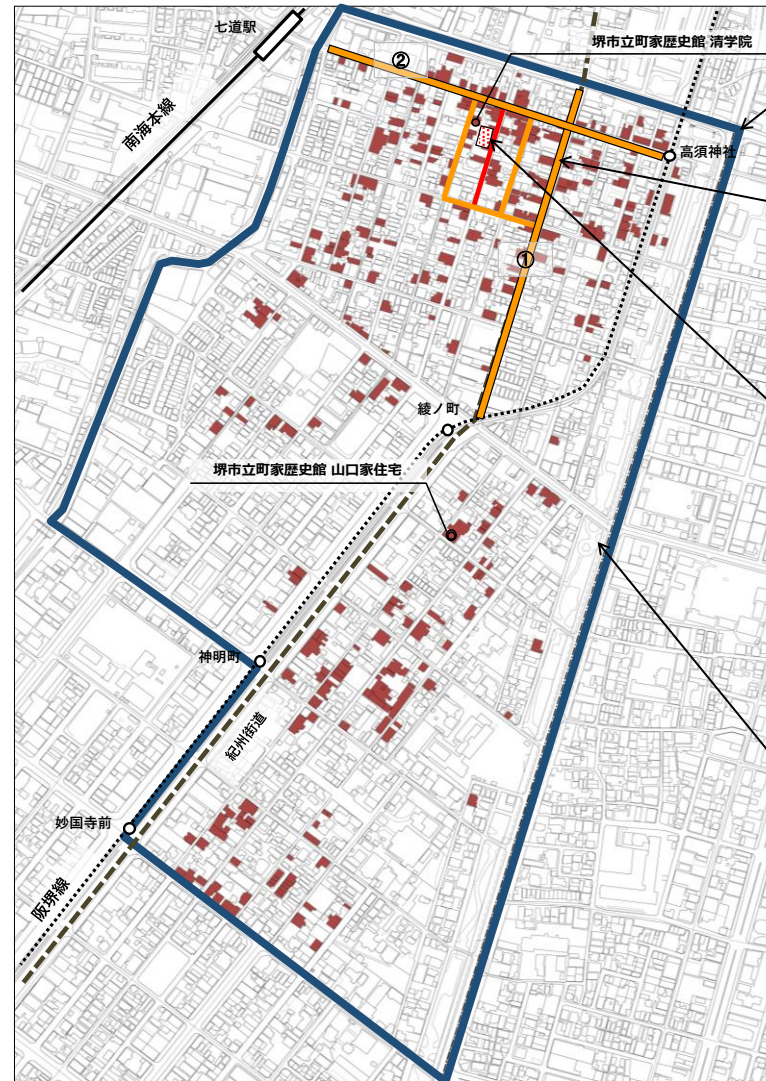 七道駅
南海本線
②
堺市立町家歴史館 清学院
高須神社
①
綾ノ町
堺市立町家歴史館 山口家住宅
神明町
紀州街道
妙国寺前
阪堺線